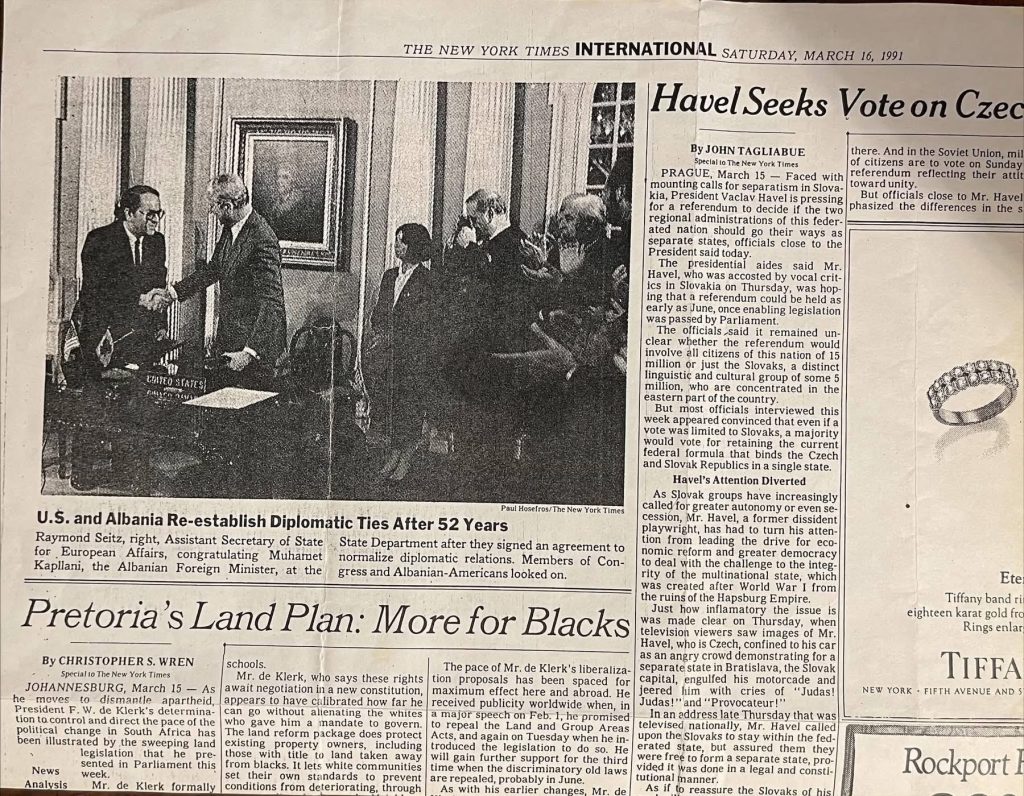 THE NEW YORK TIMES INTERNATIONAL SATURDAY, MARCH 16, 1991
UNITED STATES
Paul Hosefros/The New York Times
U.S. and Albania Re-establish Diplomatic Ties After 52 Years
Raymond Seitz, right, Assistant Secretary of State
for European Affairs, congratulating Muhamet
Kapllani, the Albanian Foreign Minister, at the
State Department after they signed an agreement to
normalize diplomatic relations. Members of Con-
gress and Albanian-Americans looked on.
Pretoria's Land Plan: More for Blacks
By CHRISTOPHER S. WREN
Special to The New York Times
JOHANNESBURG, March 15 — As
he moves to dismantle apartheid,
President F. W. de Klerk's determina-
tion to control and direct the pace of the
political change in South Africa has
been illustrated by the sweeping land
legislation that he pre-
sented in Parliament this
week.
News
Analysis
Mr. de Klerk formally
schools.
Mr. de Klerk, who says these rights
await negotiation in a new constitution,
appears to have calibrated how far he
can go without alienating the whites
who gave him a mandate to govern.
The land reform package does protect
existing property owners, including
those with title to land taken away
from blacks. It lets white communities
set their own standards to prevent
conditions from deteriorating, through
The pace of Mr. de Klerk's liberaliza-
tion proposals has been spaced for
maximum effect here and abroad. He
received publicity worldwide when, in
a major speech on Feb. 1, he promised
to repeal the Land and Group Areas
Acts, and again on Tuesday when he in-
troduced the legislation to do so. He
will gain further support for the third
time when the discriminatory old laws
are repealed, probably in June.
As with his earlier changes, Mr. de
Havel Seeks Vote on Czec
By JOHN TAGLIABUE
Special to The New York Times
PRAGUE, March 15 — Faced with
mounting calls for separatism in Slova-
kia, President Vaclav Havel is pressing
for a referendum to decide if the two
regional administrations of this feder-
ated nation should go their ways as
separate states, officials close to the
President said today.
The presidential aides said Mr.
Havel, who was accosted by vocal crit-
ics in Slovakia on Thursday, was hop-
ing that a referendum could be held as
early as June, once enabling legislation
was passed by Parliament.
The officials said it remained un-
clear whether the referendum would
involve all citizens of this nation of 15
million or just the Slovaks, a distinct
linguistic and cultural group of some 5
million, who are concentrated in the
eastern part of the country.
But most officials interviewed this
week appeared convinced that even if a
vote was limited to Slovaks, a majority
would vote for retaining the current
federal formula that binds the Czech
and Slovak Republics in a single state.
Havel's Attention Diverted
As Slovak groups have increasingly
called for greater autonomy or even se-
cession, Mr. Havel, a former dissident
playwright, has had to turn his atten-
tion from leading the drive for eco-
nomic reform and greater democracy
to deal with the challenge to the integ-
rity of the multinational state, which
was created after World War I from
the ruins of the Hapsburg Empire.
Just how inflamatory the issue is
was made clear on Thursday, when
television viewers saw images of Mr.
Havel, who is Czech, confined to his car
as an angry crowd demonstrating for a
separate state in Bratislava, the Slovak
capital, engulfed his motorcade and
jeered him with cries of "Judas!
Judas!" and "Provocateur!"
In an address late Thursday that was
televised nationally, Mr. Havel called
upon the Slovaks to stay within the fed-
erated state, but assured them they
were free to form a separate state, pro-
vided it was done in a legal and consti-
tutional manner.
As if to reassure the Slovaks of his
there. And in the Soviet Union, mil
of citizens are to vote on Sunday
referendum reflecting their attit
toward unity.
But officials close to Mr. Havel
phasized the differences in the s
Eter
Tiffany band ri
eighteen karat gold fro
Rings enlarg
TIFFA
NEW YORK · FIFTH AVENUE AND 5
Rockport